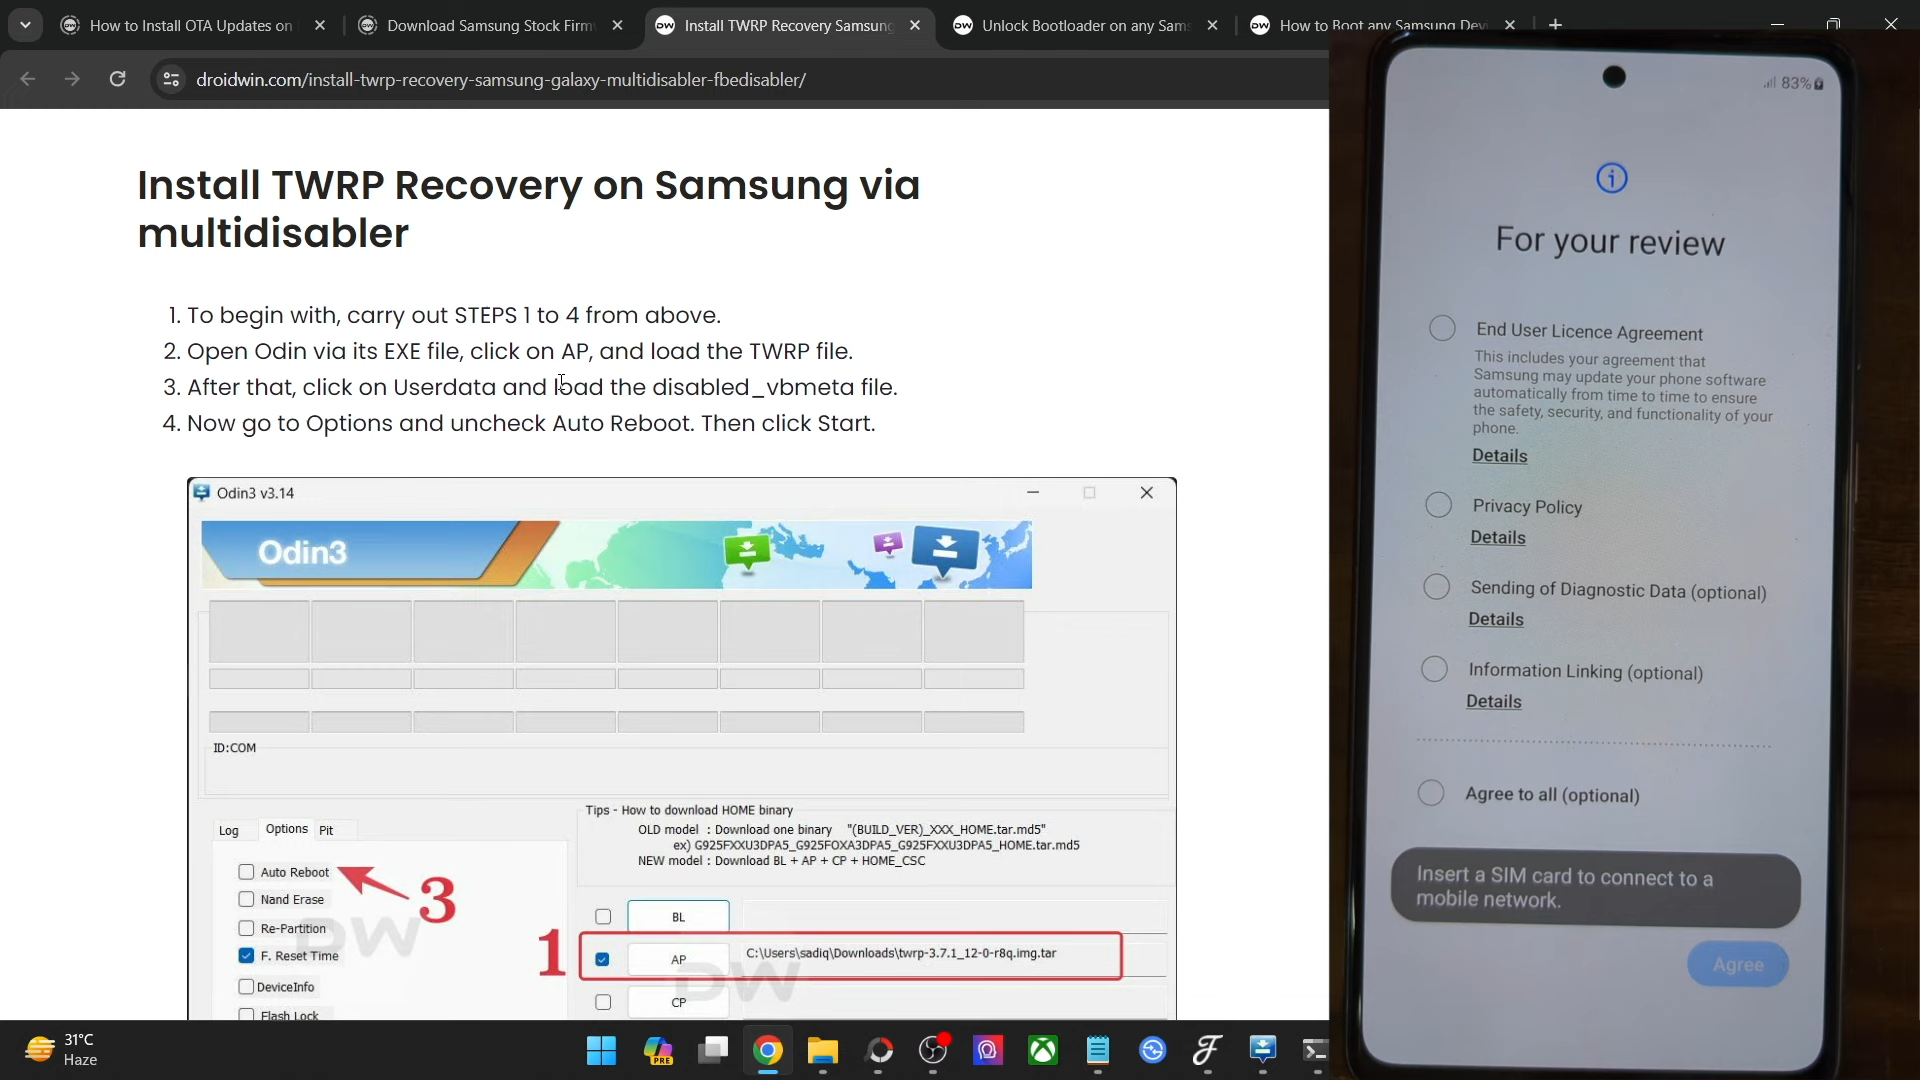 How to Install OTA Updates on
Download Samsung Stock Firm
Install TWRP Recovery Samsung
Unlock Bootloader on any Sams
How to Boot any Samsung Dev
droidwin.com/install-twrp-recovery-samsung-galaxy-multidisabler-fbedisabler/
Install TWRP Recovery on Samsung via
multidisabler
1. To begin with, carry out STEPS 1 to 4 from above.
2. Open Odin via its EXE file, click on AP, and load the TWRP file.
3. After that, click on Userdata and load the disabled_vbmeta file.
4. Now go to Options and uncheck Auto Reboot. Then click Start.
Odin3 v3.14
Odin3
ID:COM
Log
Options
Pit
Auto Reboot
3
Nand Erase
Re-Partition
F. Reset Time
DeviceInfo
Flash Lock
DW
Tips - How to download HOME binary
OLD model : Download one binary "(BUILD_VER)_XXX_HOME.tar.md5"
ex) G925FXXU3DPA5_G925FOXA3DPA5_G925FXXU3DPA5_HOME.tar.md5
NEW model : Download BL + AP + CP + HOME_CSC
BL
1
AP
C:\Users\sadiq\Downloads\twrp-3.7.1_12-0-r8q.img.tar
DW
CP
31°C
Haze
PRE
83%
For your review
End User Licence Agreement
This includes your agreement that
Samsung may update your phone software
automatically from time to time to ensure
the safety, security, and functionality of your
phone.
Details
Privacy Policy
Details
Sending of Diagnostic Data (optional)
Details
Information Linking (optional)
Details
Agree to all (optional)
Insert a SIM card to connect to a
mobile network.
Agree